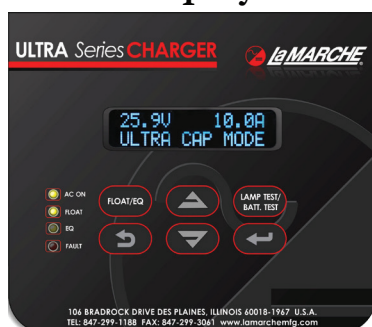 ULTRA Series CHARGER
LaMARCHE
25.9V 10.0A
ULTRA CAP MODE
AC ON
FLOAT
EQ
FAULT
FLOAT/EQ
LAMP TEST/
BATT. TEST
106 BRADROCK DRIVE DES PLAINES, ILLINOIS 60018-1967 U.S.A.
TEL: 847-299-1188 FAX: 847-299-3061 www.lamarchemfg.com